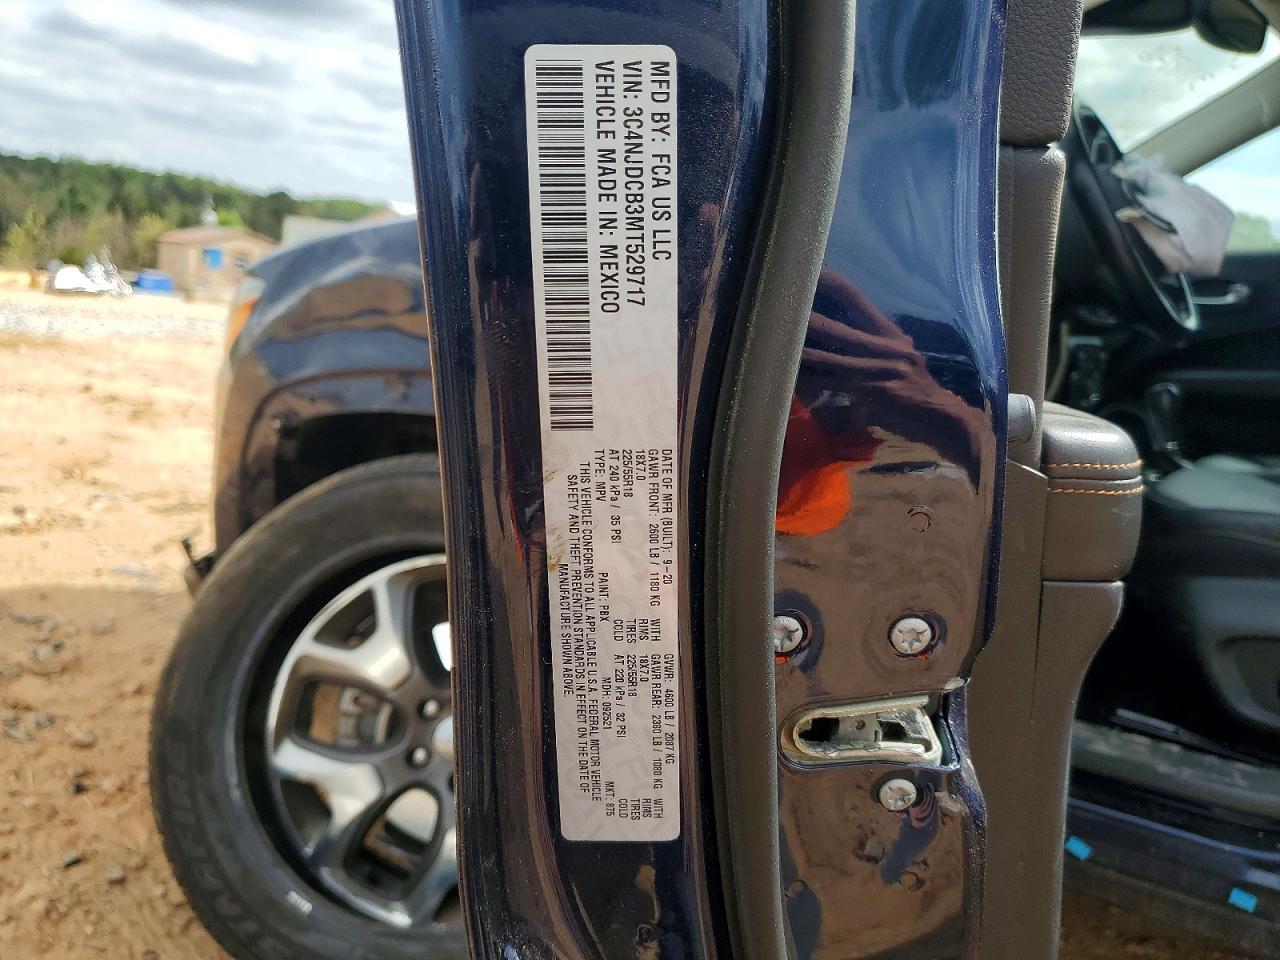 MFD BY: FCA US LLC
VIN: 3C4NJDCB3MT529717
VEHICLE MADE IN: MEXICO
DATE OF MFR (BUILT): 9-20 GVWR: 4600 LB / 2087 KG
GAWR FRONT: 2600 LB / 1180 KG WITH GAWR REAR: 2380 LB / 1080 KG WITH
18X7.0 RIMS 18X7.0 RIMS
225/55R18 TIRES 225/55R18 TIRES
AT 240 kPa / 35 PSI COLD AT 220 kPa / 32 PSI COLD
TYPE: MPV PAINT: PBX MDH: 092521 MKT: 875
THIS VEHICLE CONFORMS TO ALL APPLICABLE U.S.A. FEDERAL MOTOR VEHICLE
SAFETY AND THEFT PREVENTION STANDARDS IN EFFECT ON THE DATE OF
MANUFACTURE SHOWN ABOVE.